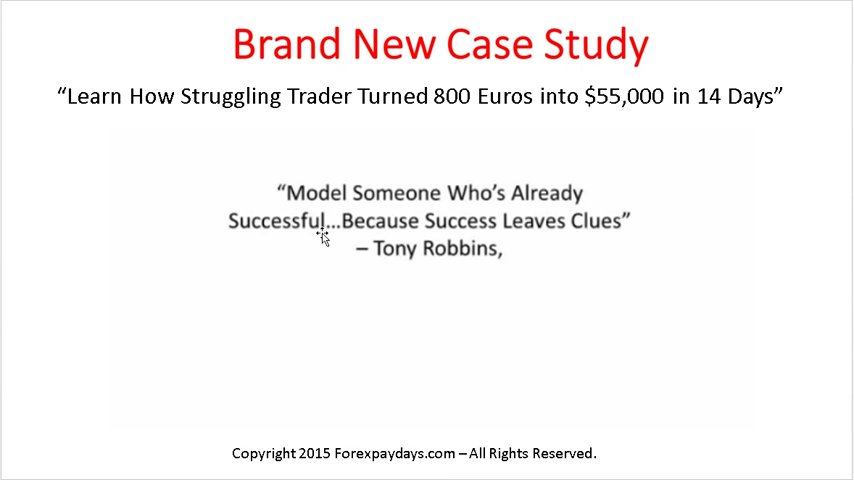 Brand New Case Study
“Learn How Struggling Trader Turned 800 Euros into $55,000 in 14 Days”
“Model Someone Who’s Already
Successful...Because Success Leaves Clues”
– Tony Robbins,
Copyright 2015 Forexpaydays.com – All Rights Reserved.